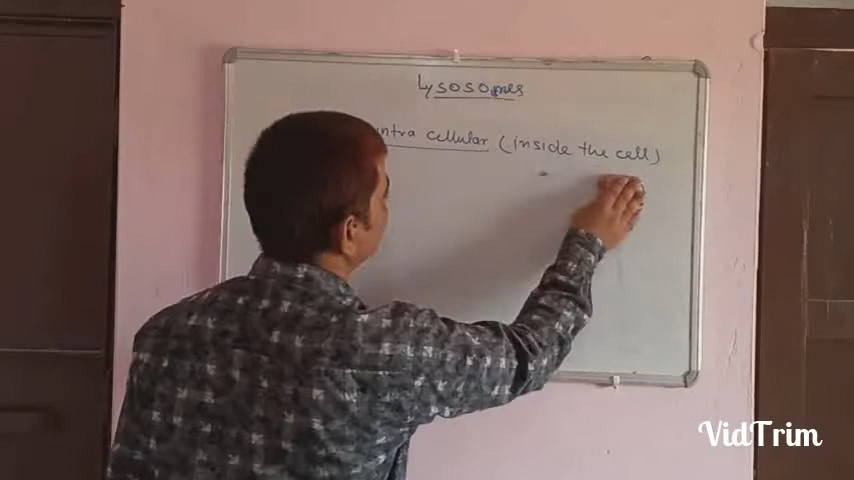 Lysosomes
intra cellular (inside the cell)
VidTrim